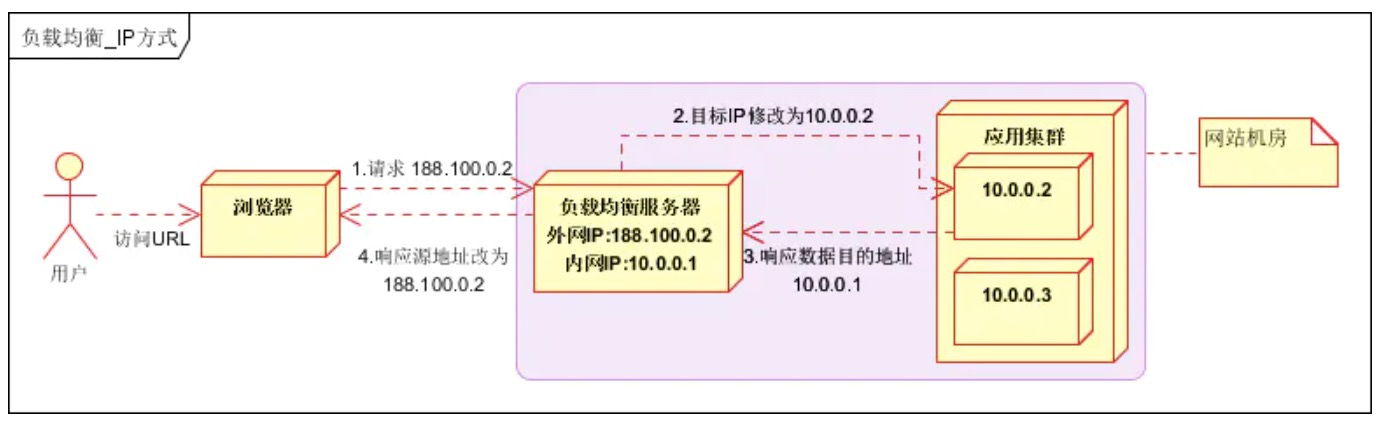 负载均衡_IP方式
2.目标IP修改为10.0.0.2
应用集群
网站机房
1.请求 188.100.0.2
10.0.0.2
浏览器
负载均衡服务器
外网IP:188.100.0.2
内网IP:10.0.0.1
访问URL
用户
4.响应源地址改为
188.100.0.2
3.响应数据目的地址
10.0.0.1
10.0.0.3